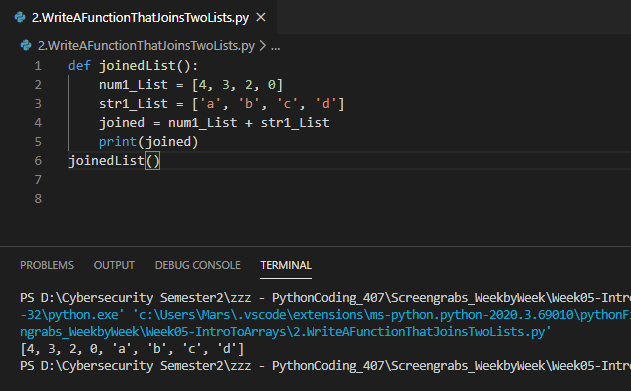 2.WriteAFunctionThatJoinsTwoLists.py ×
2.WriteAFunctionThatJoinsTwoLists.py > ...
1 def joinedList():
2     num1_List = [4, 3, 2, 0]
3     str1_List = ['a', 'b', 'c', 'd']
4     joined = num1_List + str1_List
5     print(joined)
6 joinedList()
7
8
PROBLEMS OUTPUT DEBUG CONSOLE TERMINAL
PS D:\Cybersecurity Semester2\zzz - PythonCoding_407\Screengrabs_WeekbyWeek\Week05-Intro
-32\python.exe' 'c:\Users\Mars\.vscode\extensions\ms-python.python-2020.3.69010\pythonFi
ngrabs_WeekbyWeek\Week05-IntroToArrays\2.WriteAFunctionThatJoinsTwoLists.py'
[4, 3, 2, 0, 'a', 'b', 'c', 'd']
PS D:\Cybersecurity Semester2\zzz - PythonCoding_407\Screengrabs_WeekbyWeek\Week05-Intro